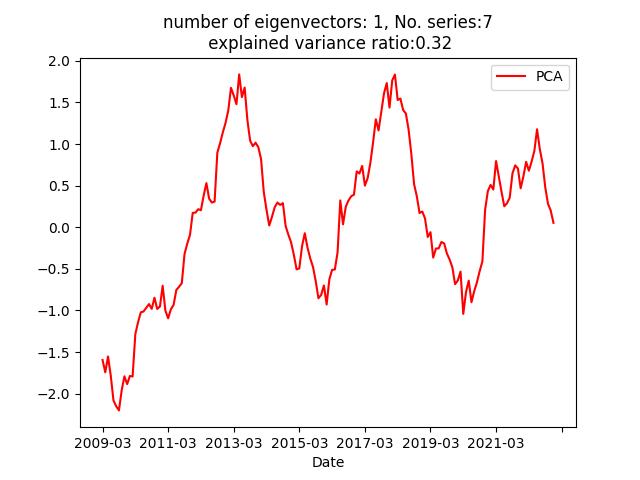 number of eigenvectors: 1, No. series:7
explained variance ratio:0.32
PCA
2.0
1.5
1.0
0.5
0.0
−0.5
−1.0
−1.5
−2.0
2009-03 2011-03 2013-03 2015-03 2017-03 2019-03 2021-03
Date